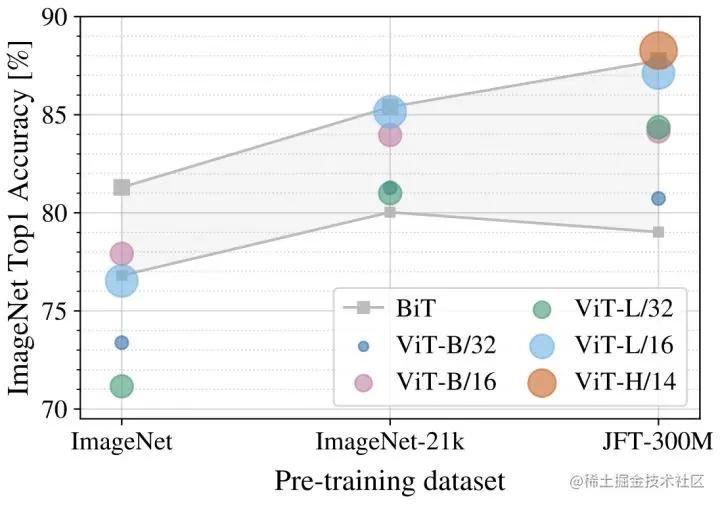 90
85
80
75
70
ImageNet Top1 Accuracy [%]
BiT
ViT-B/32
ViT-B/16
ViT-L/32
ViT-L/16
ViT-H/14
ImageNet
ImageNet-21k
JFT-300M
Pre-training dataset
@稀土掘金技术社区